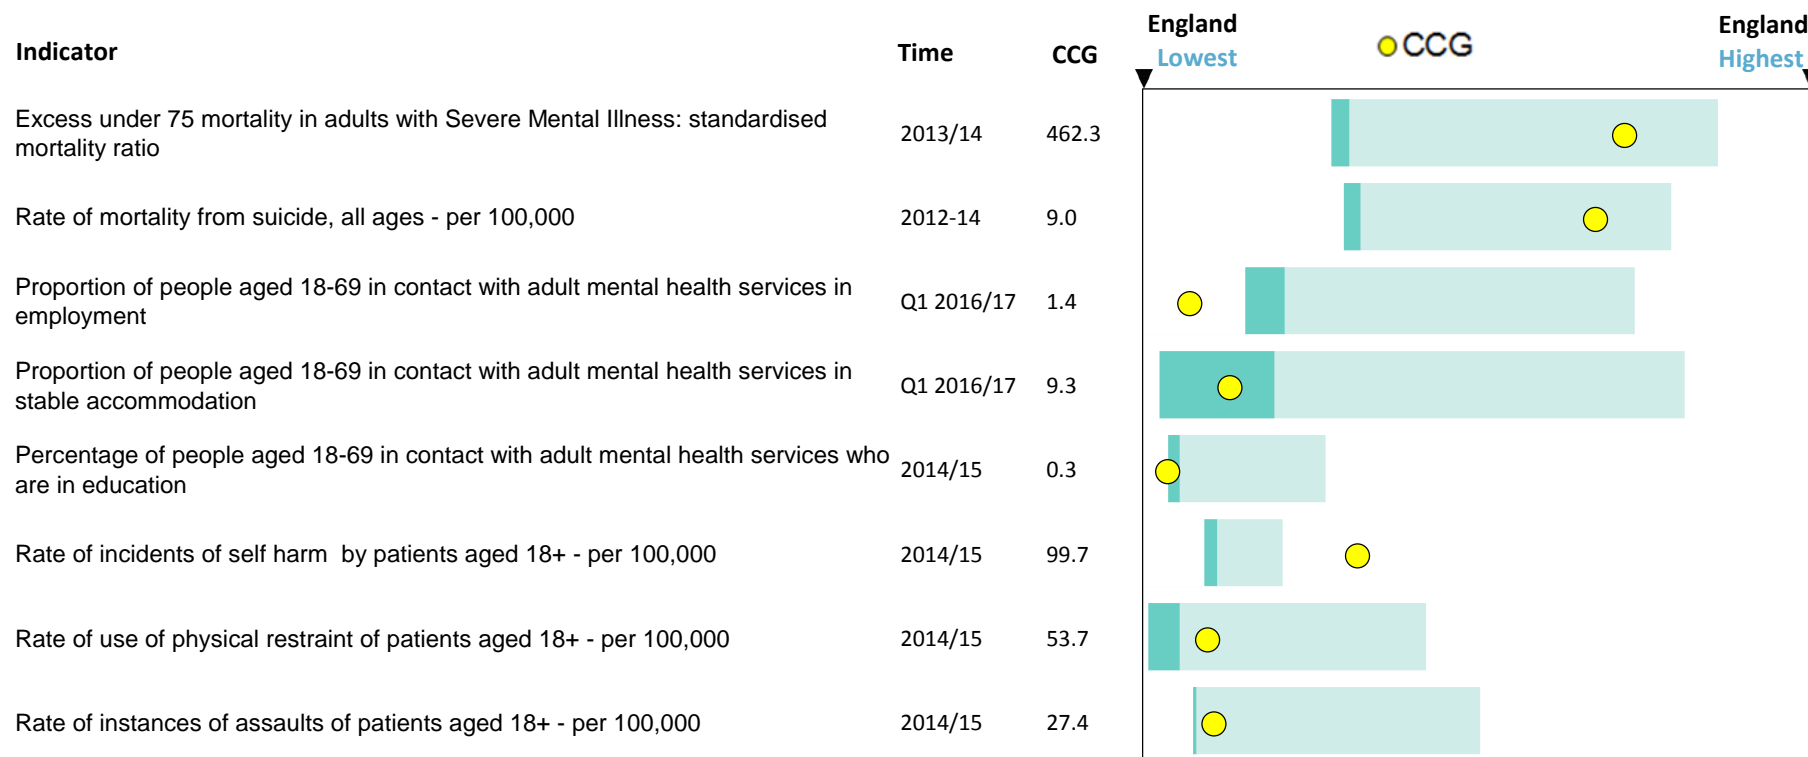 Indicator Time CCG England Lowest CCG England Highest
Excess under 75 mortality in adults with Severe Mental Illness: standardised
mortality ratio
2013/14 462.3
Rate of mortality from suicide, all ages - per 100,000 2012-14 9.0
Proportion of people aged 18-69 in contact with adult mental health services in
employment
Q1 2016/17 1.4
Proportion of people aged 18-69 in contact with adult mental health services in
stable accommodation
Q1 2016/17 9.3
Percentage of people aged 18-69 in contact with adult mental health services who
are in education
2014/15 0.3
Rate of incidents of self harm  by patients aged 18+ - per 100,000 2014/15 99.7
Rate of use of physical restraint of patients aged 18+ - per 100,000 2014/15 53.7
Rate of instances of assaults of patients aged 18+ - per 100,000 2014/15 27.4